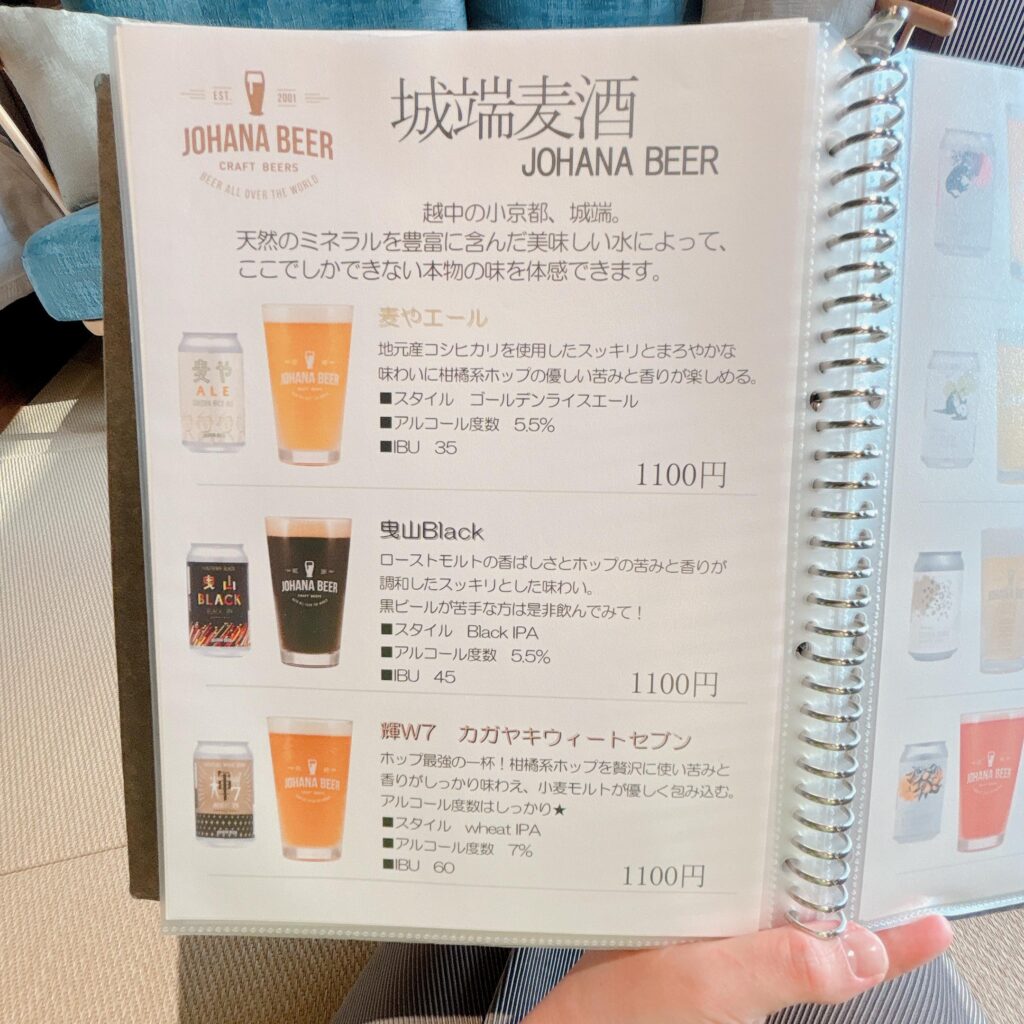 EST. 2001
JOHANA BEER
CRAFT BEERS
BEER ALL OVER THE WORLD
城端麦酒
JOHANA BEER
越中の小京都、城端。
天然のミネラルを豊富に含んだ美味しい水によって、
ここでしかできない本物の味を体感できます。
麦やエール
地元産コシヒカリを使用したスッキリとまろやかな
味わいに柑橘系ホップの優しい苦みと香りが楽しめる。
■スタイル　ゴールデンライスエール
■アルコール度数　5.5%
■IBU　35
1100円
麦や
ALE
JOHANA BEER
曳山Black
ローストモルトの香ばしさとホップの苦みと香りが
調和したスッキリとした味わい。
黒ビールが苦手な方は是非飲んでみて！
■スタイル　Black IPA
■アルコール度数　5.5%
■IBU　45
1100円
曳山
BLACK
BLACK IPA
JOHANA BEER
輝W7　カガヤキウィートセブン
ホップ最強の一杯！柑橘系ホップを贅沢に使い苦みと
香りがしっかり味わえ、小麦モルトが優しく包み込む。
アルコール度数はしっかり★
■スタイル　wheat IPA
■アルコール度数　7%
■IBU　60
1100円
JOHANA BEER
JOHANA BEER